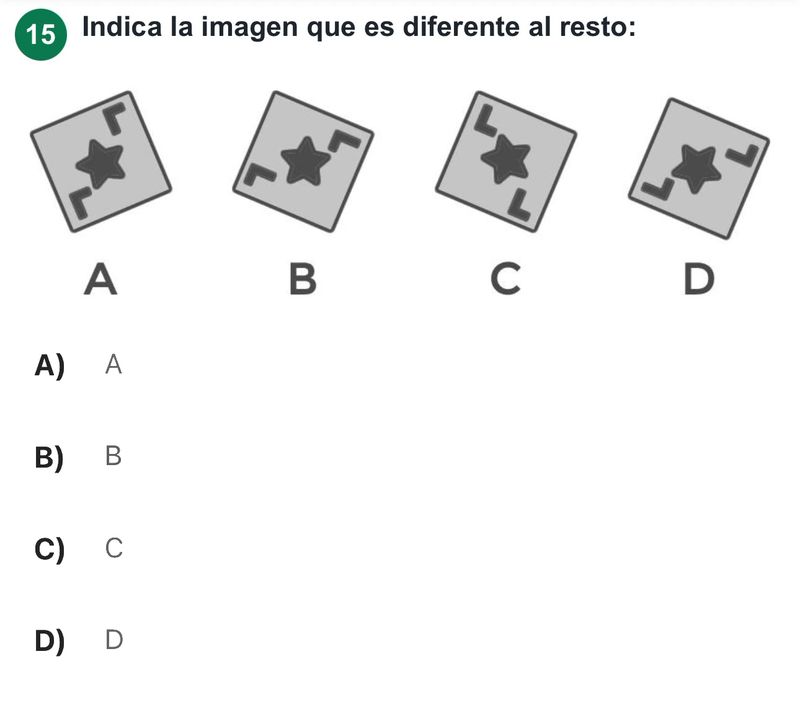 15 Indica la imagen que es diferente al resto:
A B C D
A) A
B) B
C) C
D) D